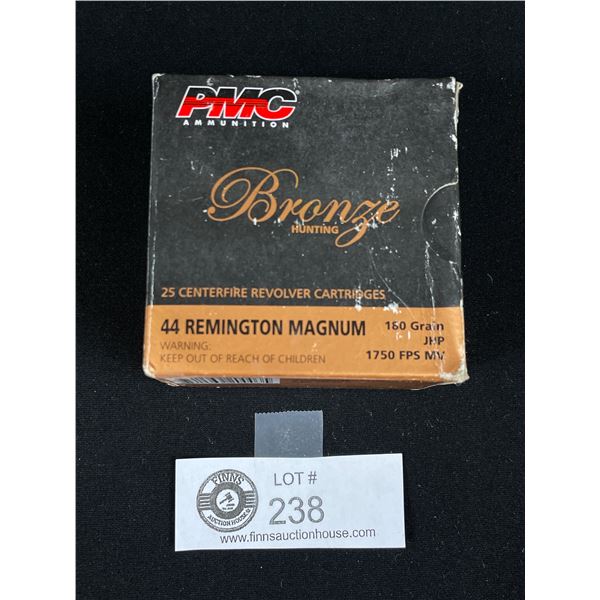 PMC
AMMUNITION
Bronze
HUNTING
25 CENTERFIRE REVOLVER CARTRIDGES
44 REMINGTON MAGNUM
180 Grain
JHP
1750 FPS MV
WARNING:
KEEP OUT OF REACH OF CHILDREN
FINNS
AUCTION HOUSE
LOT #
238
www.finnsauctionhouse.com